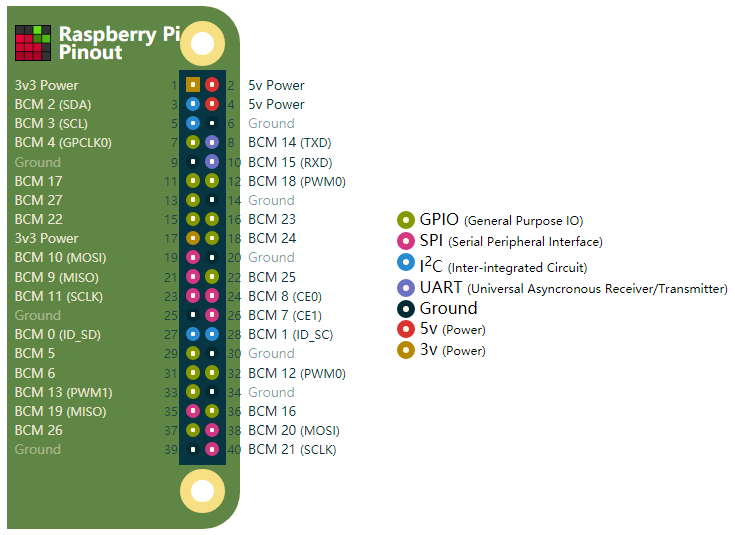 Raspberry Pi
Pinout
3v3 Power 1 2 5v Power
BCM 2 (SDA) 3 4 5v Power
BCM 3 (SCL) 5 6 Ground
BCM 4 (GPCLK0) 7 8 BCM 14 (TXD)
Ground 9 10 BCM 15 (RXD)
BCM 17 11 12 BCM 18 (PWM0)
BCM 27 13 14 Ground
BCM 22 15 16 BCM 23
3v3 Power 17 18 BCM 24
BCM 10 (MOSI) 19 20 Ground
BCM 9 (MISO) 21 22 BCM 25
BCM 11 (SCLK) 23 24 BCM 8 (CE0)
Ground 25 26 BCM 7 (CE1)
BCM 0 (ID_SD) 27 28 BCM 1 (ID_SC)
BCM 5 29 30 Ground
BCM 6 31 32 BCM 12 (PWM0)
BCM 13 (PWM1) 33 34 Ground
BCM 19 (MISO) 35 36 BCM 16
BCM 26 37 38 BCM 20 (MOSI)
Ground 39 40 BCM 21 (SCLK)
GPIO (General Purpose IO)
SPI (Serial Peripheral Interface)
I²C (Inter-integrated Circuit)
UART (Universal Asyncronous Receiver/Transmitter)
Ground
5v (Power)
3v (Power)